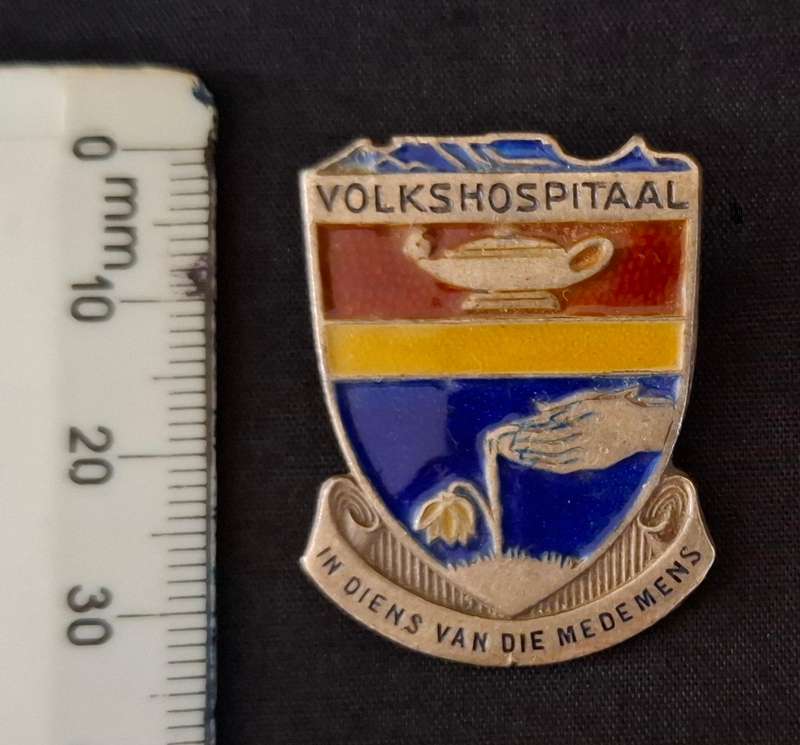 0 mm
10
20
30
VOLKSHOSPITAAL
IN DIENS VAN DIE MEDEMENS